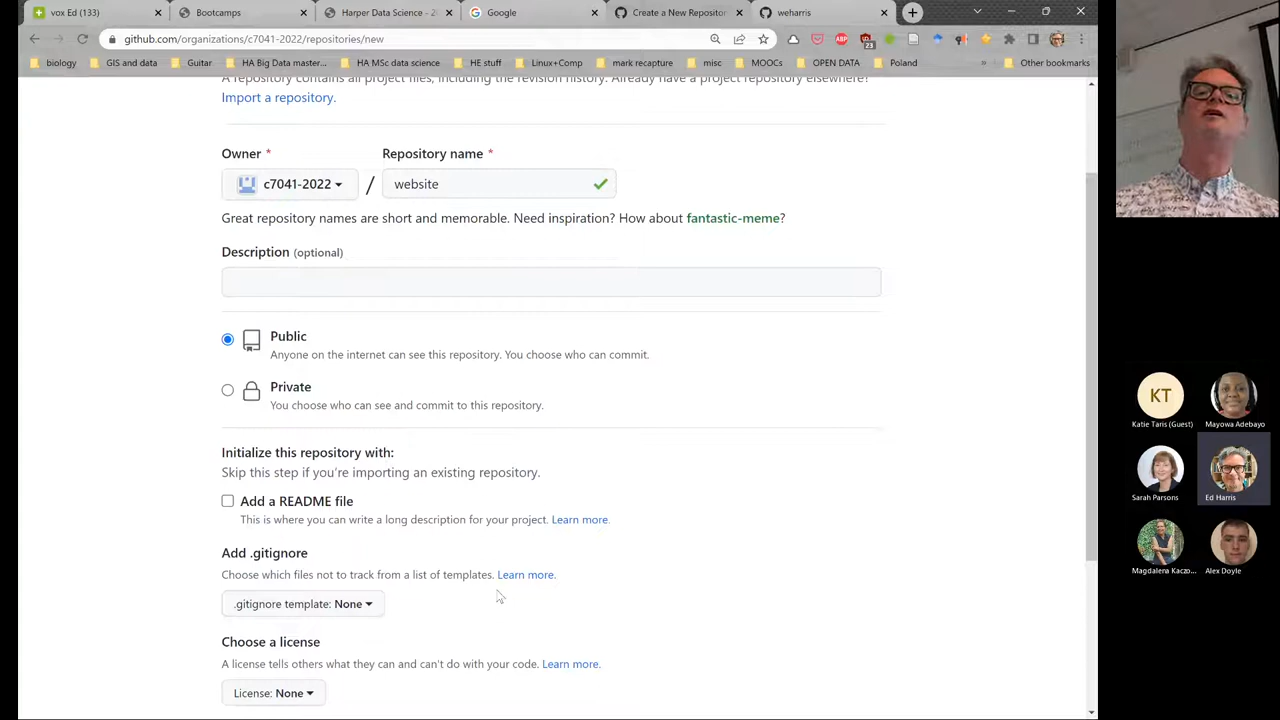 vox Ed (133)
Bootcamps
Harper Data Science - 2
Google
Create a New Repositor
weharris
github.com/organizations/c7041-2022/repositories/new
23
biology
GIS and data
Guitar
HA Big Data master...
HA MSc data science
HE stuff
Linux+Comp
mark recapture
misc
MOOCs
OPEN DATA
Poland
»
Other bookmarks
A repository contains all project files, including the revision history. Already have a project repository elsewhere?
Import a repository.
Owner *
Repository name *
c7041-2022
/
website
Great repository names are short and memorable. Need inspiration? How about fantastic-meme?
Description (optional)
Public
Anyone on the internet can see this repository. You choose who can commit.
Private
You choose who can see and commit to this repository.
Initialize this repository with:
Skip this step if you're importing an existing repository.
Add a README file
This is where you can write a long description for your project. Learn more.
Add .gitignore
Choose which files not to track from a list of templates. Learn more.
.gitignore template: None
Choose a license
A license tells others what they can and can't do with your code. Learn more.
License: None
KT
Katie Taris (Guest)
Mayowa Adebayo
Sarah Parsons
Ed Harris
Magdalena Kaczo...
Alex Doyle